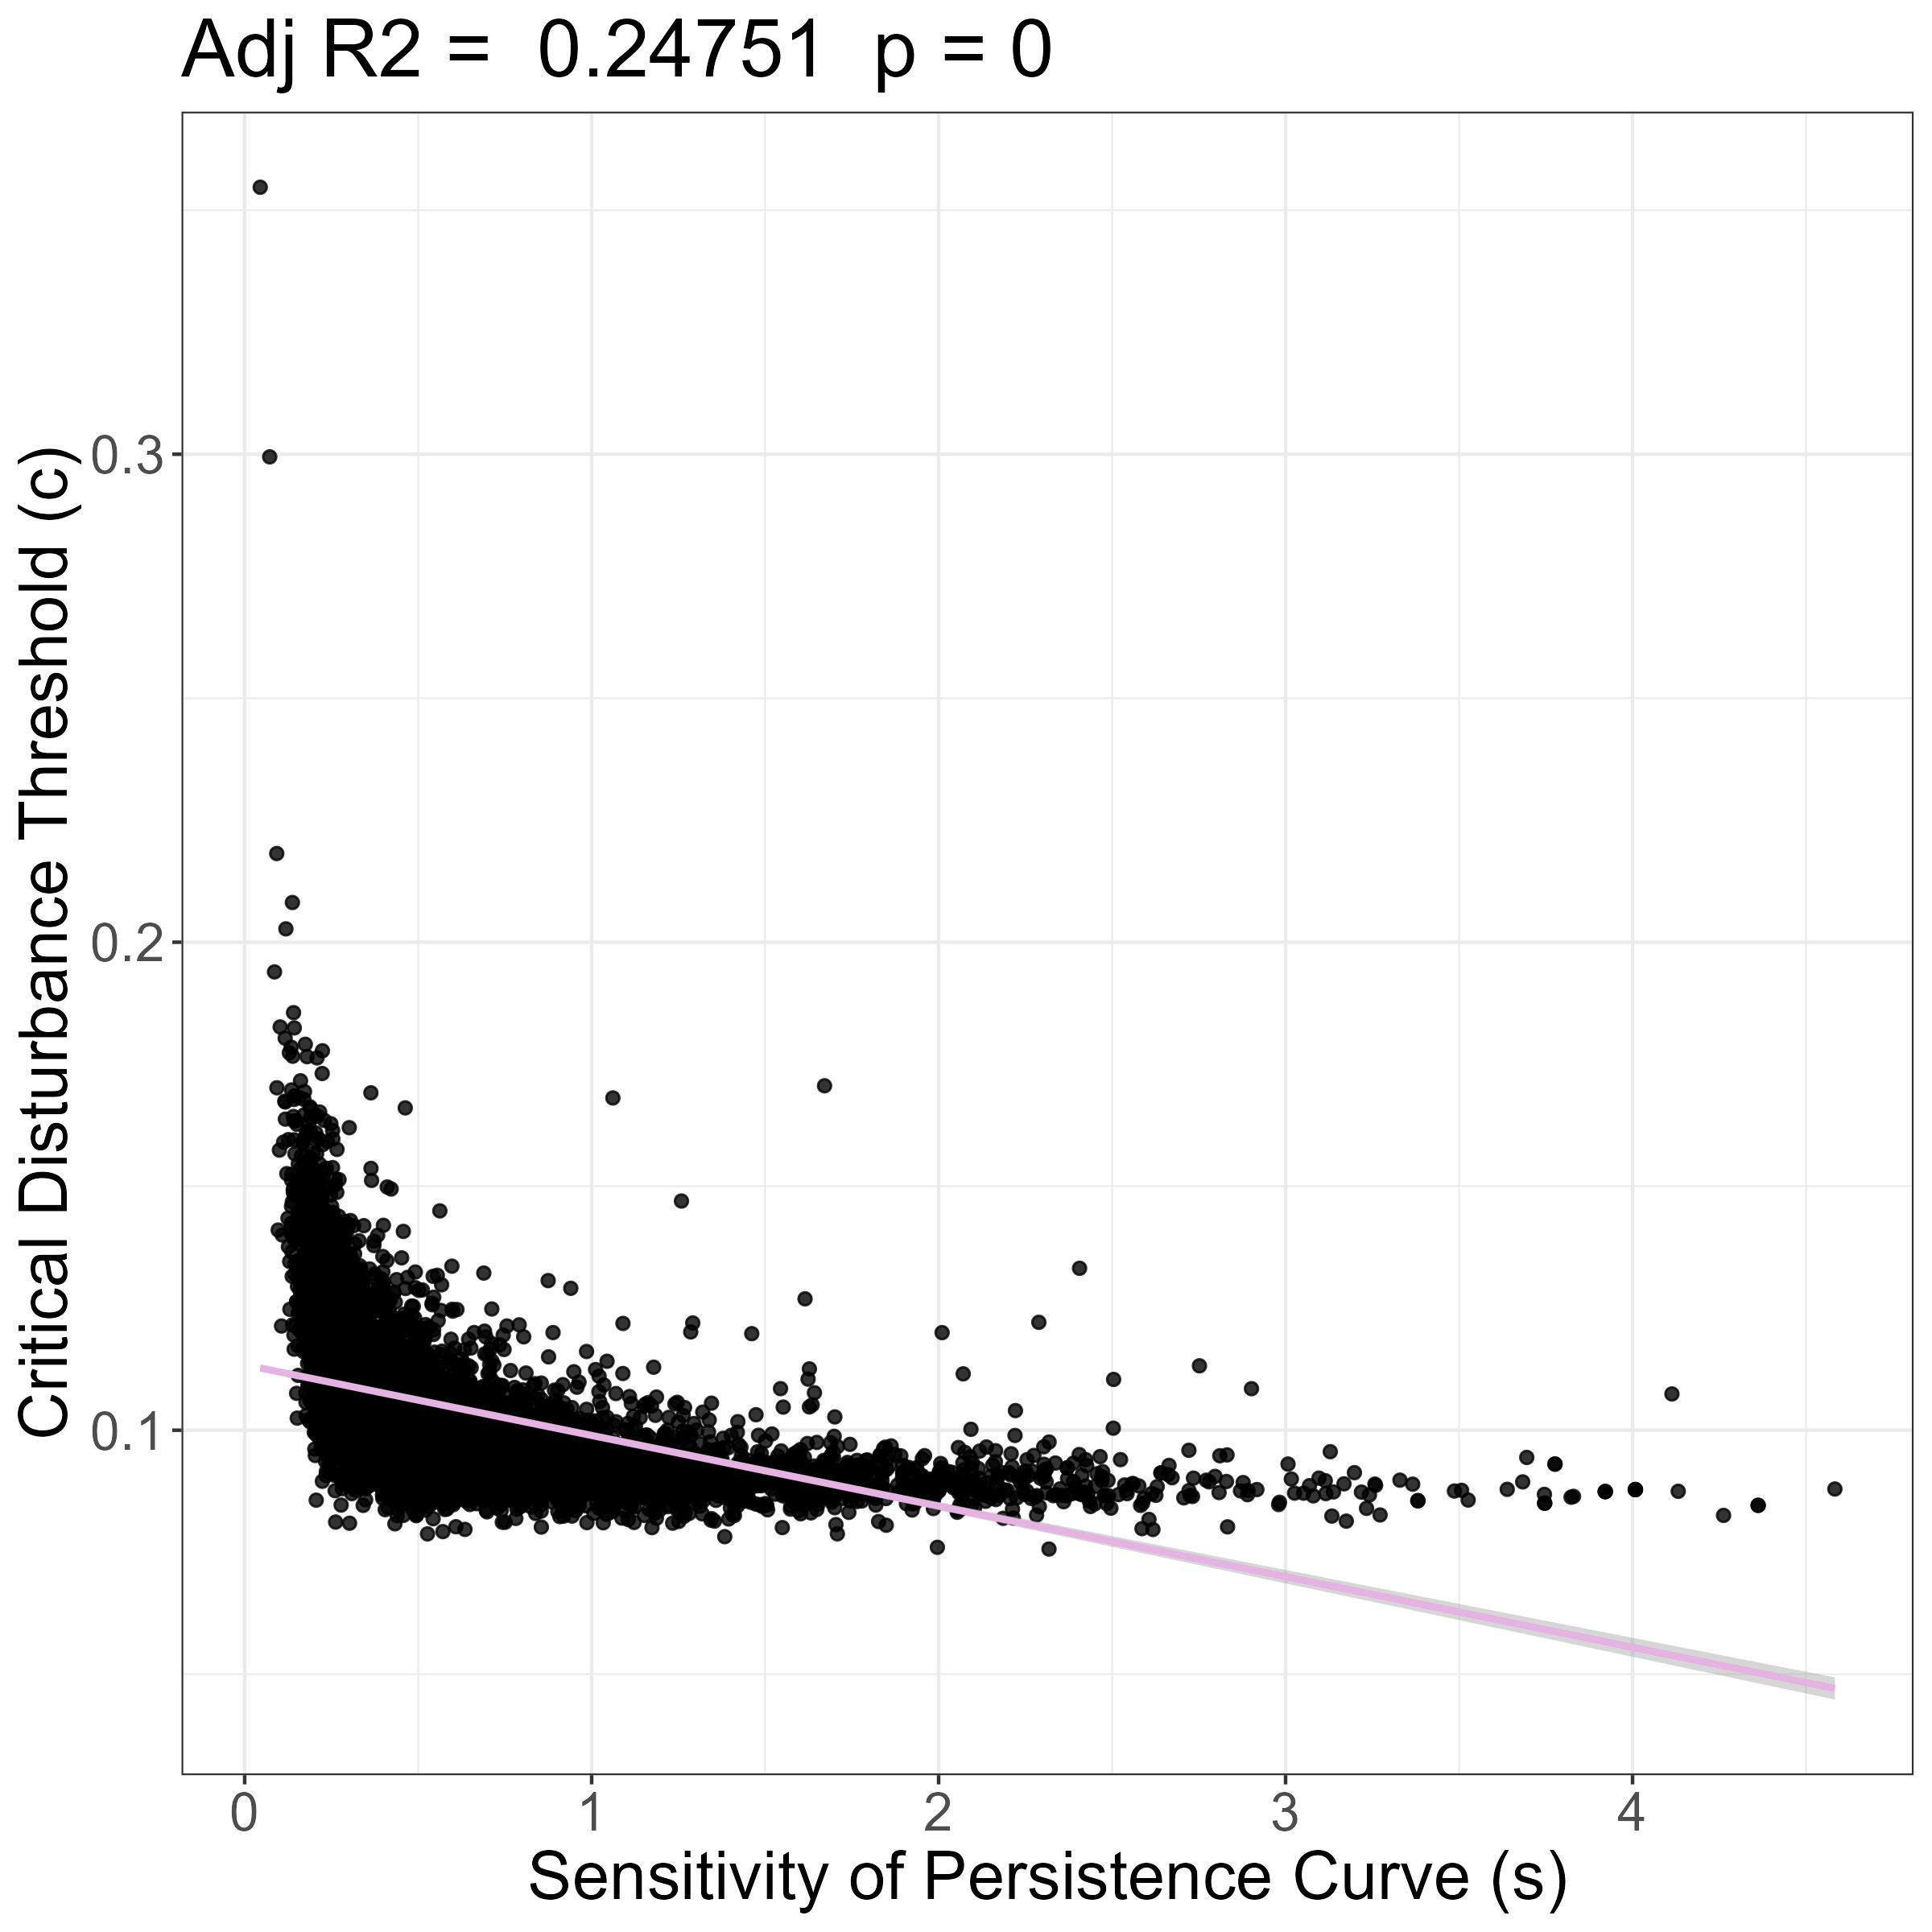 Adj R2 =  0.24751  p = 0
Critical Disturbance Threshold (c)
0.3
0.2
0.1
0 1 2 3 4
Sensitivity of Persistence Curve (s)